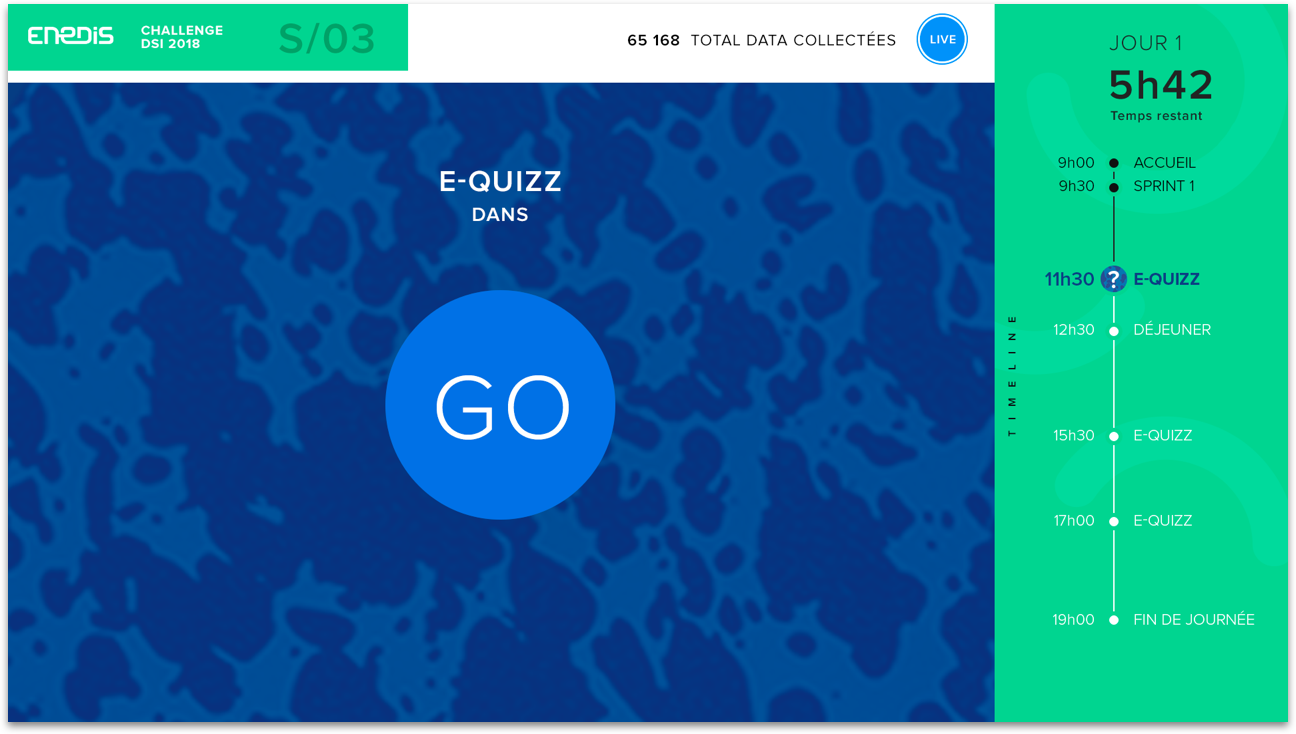 enedis
CHALLENGE
DSI 2018
S/03
65 168 TOTAL DATA COLLECTÉES
LIVE
E-QUIZZ
DANS
GO
JOUR 1
5h42
Temps restant
TIMELINE
9h00 ACCUEIL
9h30 SPRINT 1
11h30 ? E-QUIZZ
12h30 DÉJEUNER
15h30 E-QUIZZ
17h00 E-QUIZZ
19h00 FIN DE JOURNÉE